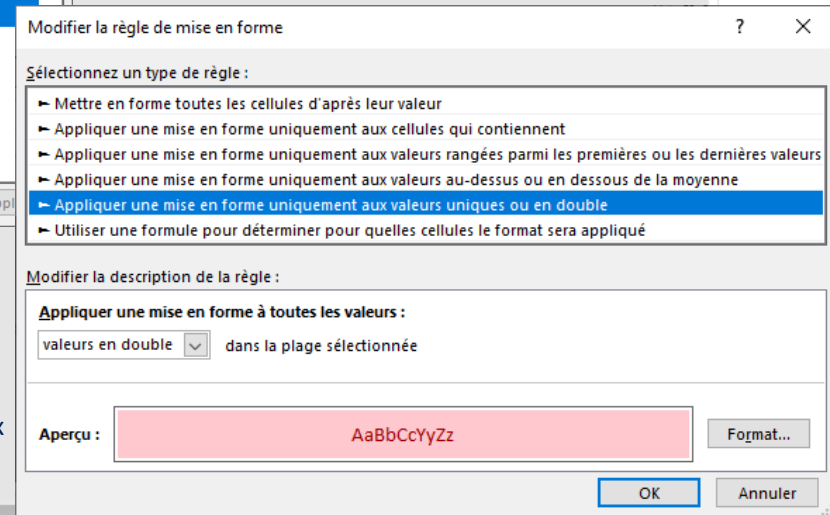 Modifier la règle de mise en forme
?
Sélectionnez un type de règle :
► Mettre en forme toutes les cellules d'après leur valeur
► Appliquer une mise en forme uniquement aux cellules qui contiennent
► Appliquer une mise en forme uniquement aux valeurs rangées parmi les premières ou les dernières valeurs
► Appliquer une mise en forme uniquement aux valeurs au-dessus ou en dessous de la moyenne
► Appliquer une mise en forme uniquement aux valeurs uniques ou en double
► Utiliser une formule pour déterminer pour quelles cellules le format sera appliqué
Modifier la description de la règle :
Appliquer une mise en forme à toutes les valeurs :
valeurs en double dans la plage sélectionnée
Aperçu : AaBbCcYyZz Format...
OK Annuler